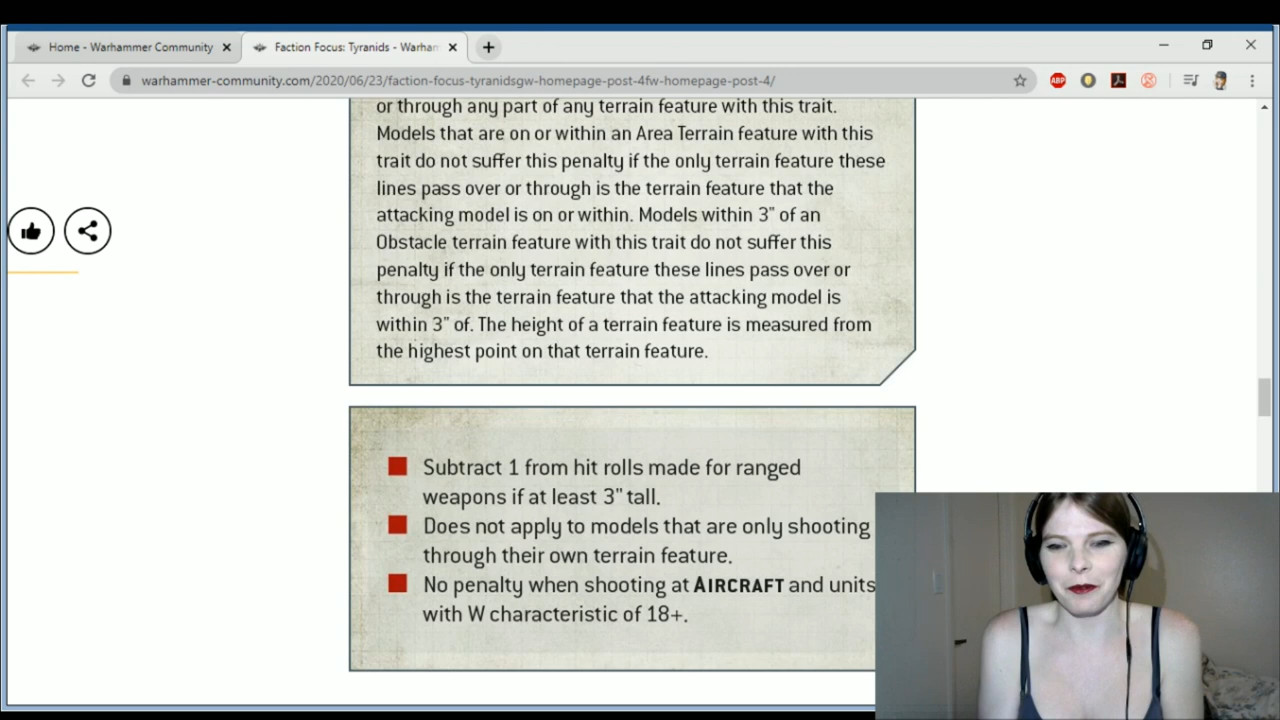 Home - Warhammer Community
Faction Focus: Tyranids - Warham
warhammer-community.com/2020/06/23/faction-focus-tyranidsgw-homepage-post-4fw-homepage-post-4/
ABP
or through any part of any terrain feature with this trait.
Models that are on or within an Area Terrain feature with this
trait do not suffer this penalty if the only terrain feature these
lines pass over or through is the terrain feature that the
attacking model is on or within. Models within 3" of an
Obstacle terrain feature with this trait do not suffer this
penalty if the only terrain feature these lines pass over or
through is the terrain feature that the attacking model is
within 3" of. The height of a terrain feature is measured from
the highest point on that terrain feature.
Subtract 1 from hit rolls made for ranged
weapons if at least 3" tall.
Does not apply to models that are only shooting
through their own terrain feature.
No penalty when shooting at AIRCRAFT and units
with W characteristic of 18+.